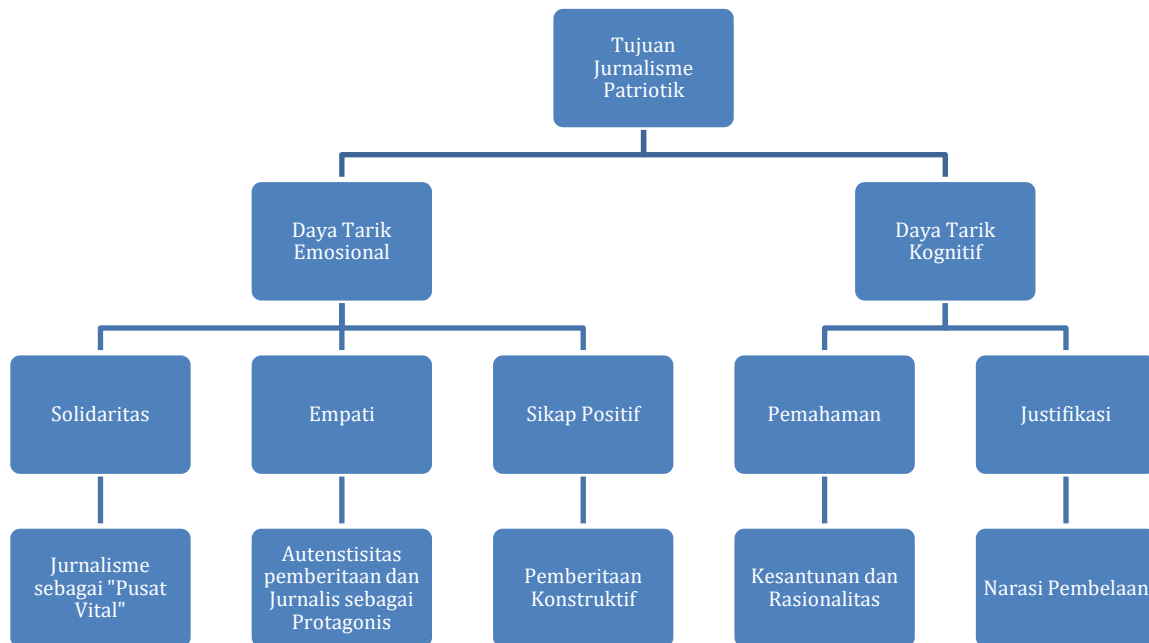 Tujuan
Jurnalisme
Patriotik
Daya Tarik
Emosional
Daya Tarik
Kognitif
Solidaritas
Empati
Sikap Positif
Pemahaman
Justifikasi
Jurnalisme
sebagai "Pusat
Vital"
Autenstisitas
pemberitaan dan
Jurnalis sebagai
Protagonis
Pemberitaan
Konstruktif
Kesantunan dan
Rasionalitas
Narasi Pembelaan